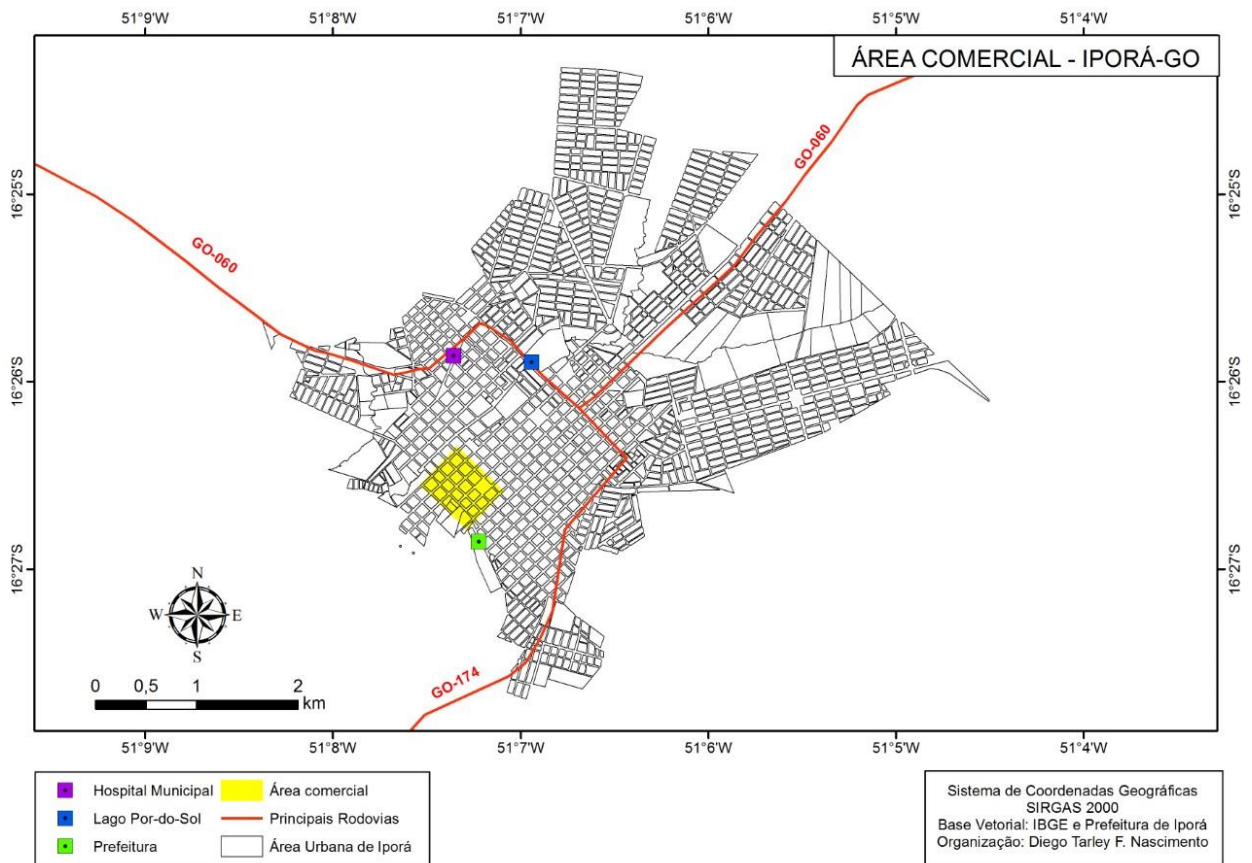 51°9'W 51°8'W 51°7'W 51°6'W 51°5'W 51°4'W
ÁREA COMERCIAL - IPORÁ-GO
GO-060
GO-060
16°25'S 16°25'S
16°26'S 16°26'S
16°27'S 16°27'S
N
W E
S
GO-174
0 0,5 1 2
km
51°9'W 51°8'W 51°7'W 51°6'W 51°5'W 51°4'W
Hospital Municipal Área comercial
Lago Por-do-Sol Principais Rodovias
Prefeitura Área Urbana de Iporá
Sistema de Coordenadas Geográficas
SIRGAS 2000
Base Vetorial: IBGE e Prefeitura de Iporá
Organização: Diego Tarley F. Nascimento